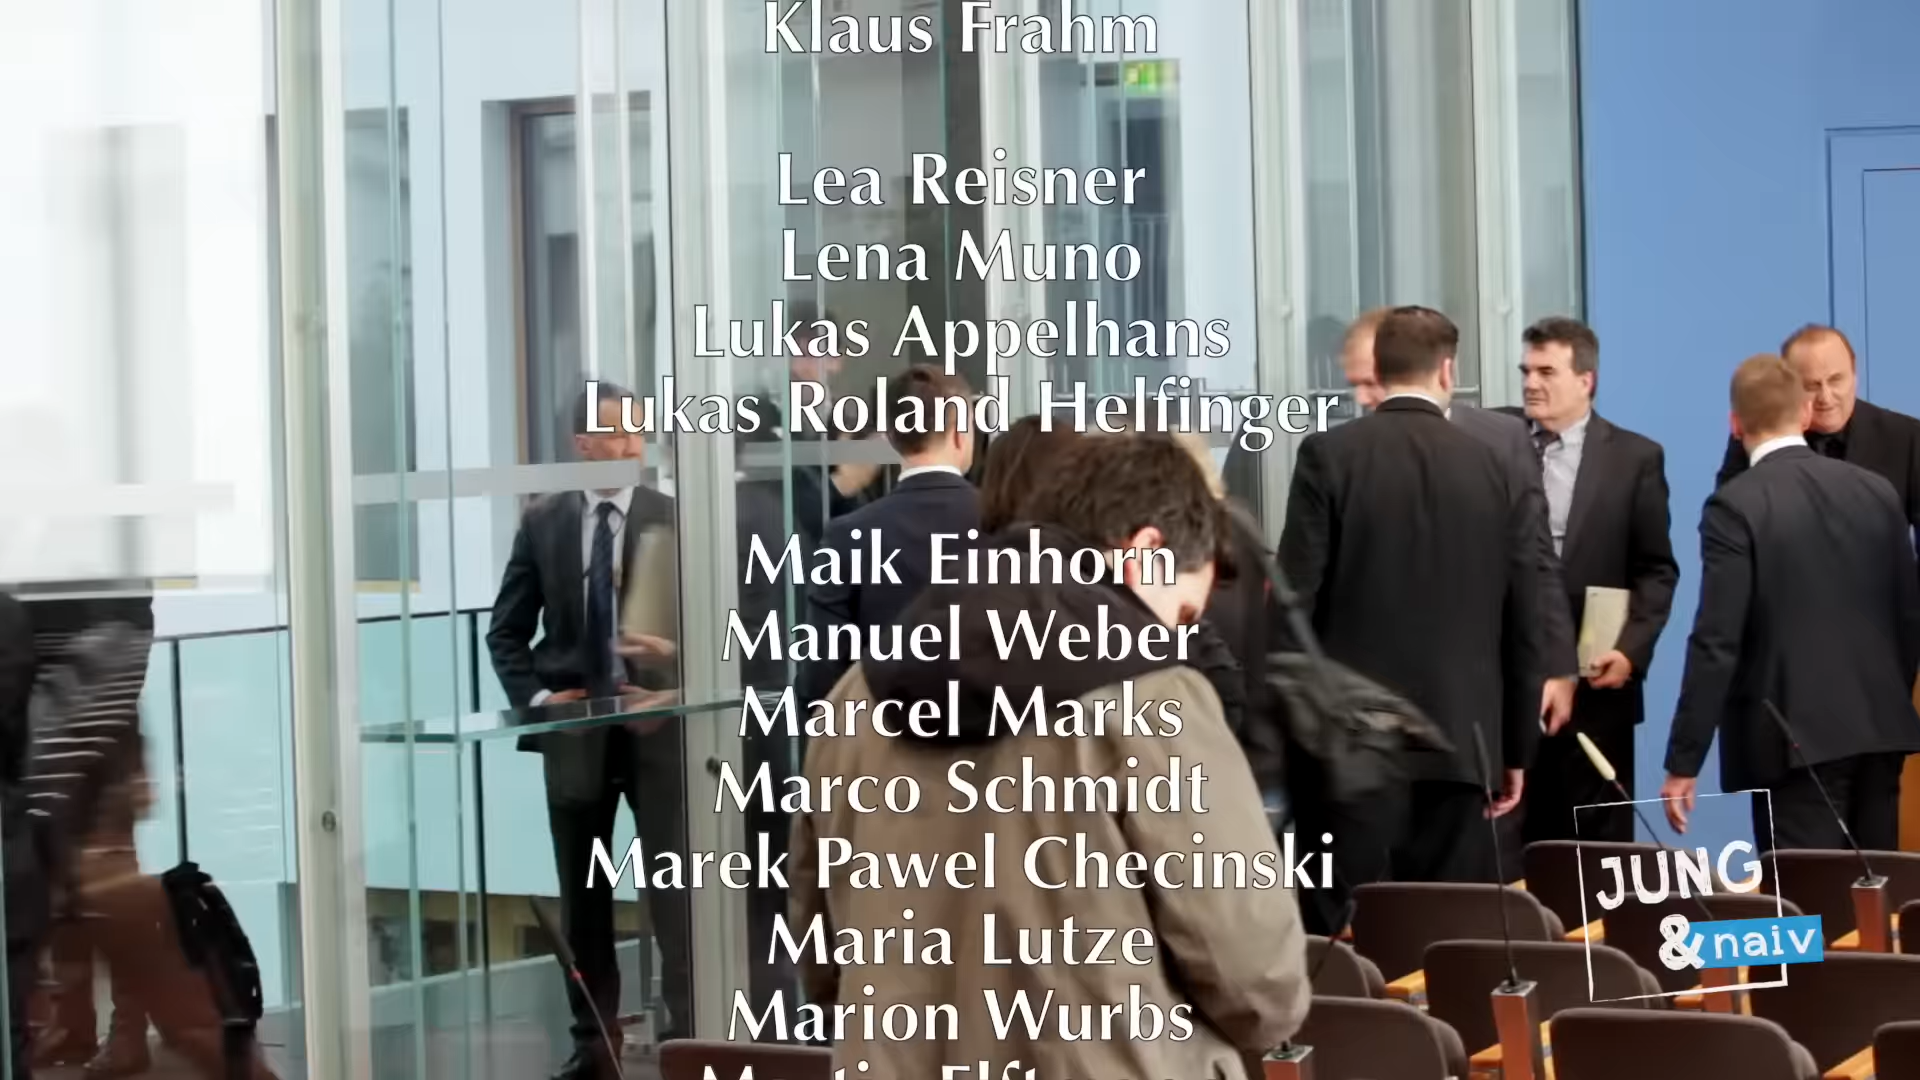 Klaus Frahm
Lea Reisner
Lena Muno
Lukas Appelhans
Lukas Roland Helfinger
Maik Einhorn
Manuel Weber
Marcel Marks
Marco Schmidt
Marek Pawel Checinski
Maria Lutze
Marion Wurbs
JUNG
& naiv